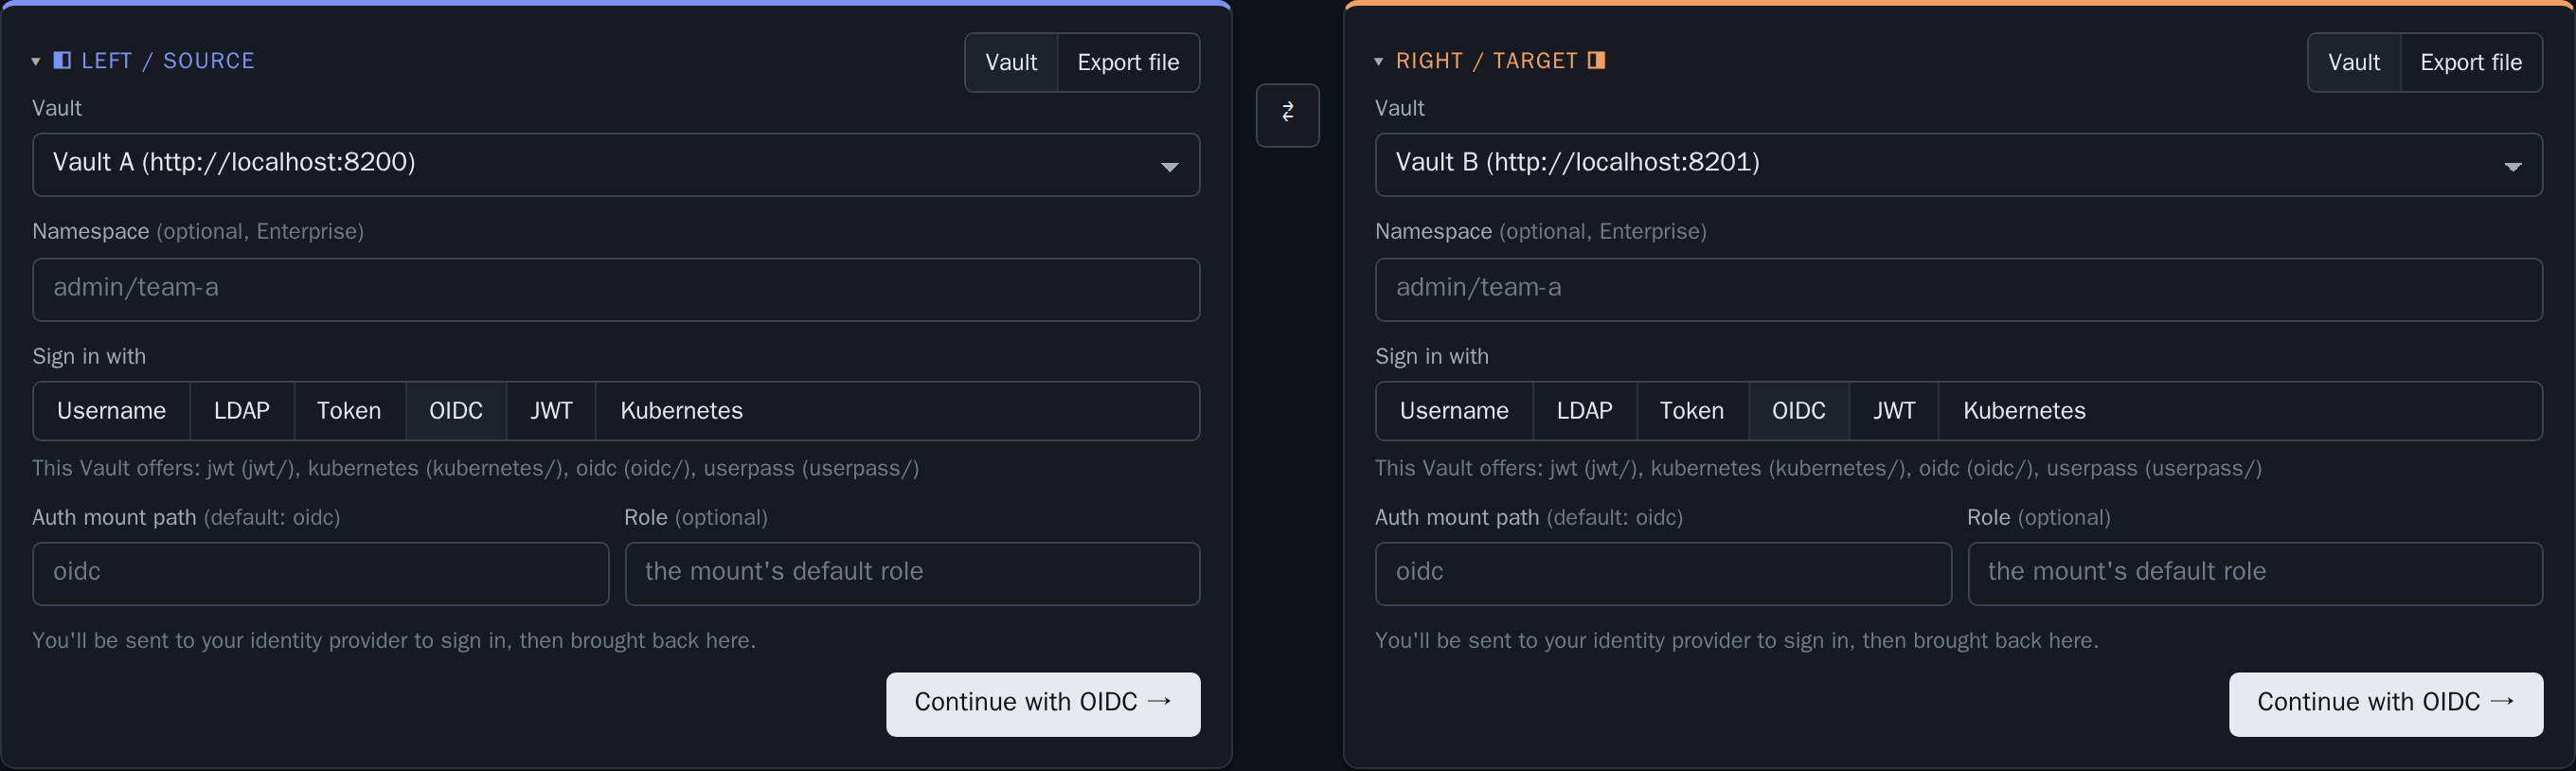 LEFT / SOURCE
Vault
Export file
Vault
Vault A (http://localhost:8200)
Namespace (optional, Enterprise)
admin/team-a
Sign in with
Username
LDAP
Token
OIDC
JWT
Kubernetes
This Vault offers: jwt (jwt/), kubernetes (kubernetes/), oidc (oidc/), userpass (userpass/)
Auth mount path (default: oidc)
Role (optional)
oidc
the mount's default role
You'll be sent to your identity provider to sign in, then brought back here.
Continue with OIDC →
RIGHT / TARGET
Vault
Export file
Vault
Vault B (http://localhost:8201)
Namespace (optional, Enterprise)
admin/team-a
Sign in with
Username
LDAP
Token
OIDC
JWT
Kubernetes
This Vault offers: jwt (jwt/), kubernetes (kubernetes/), oidc (oidc/), userpass (userpass/)
Auth mount path (default: oidc)
Role (optional)
oidc
the mount's default role
You'll be sent to your identity provider to sign in, then brought back here.
Continue with OIDC →